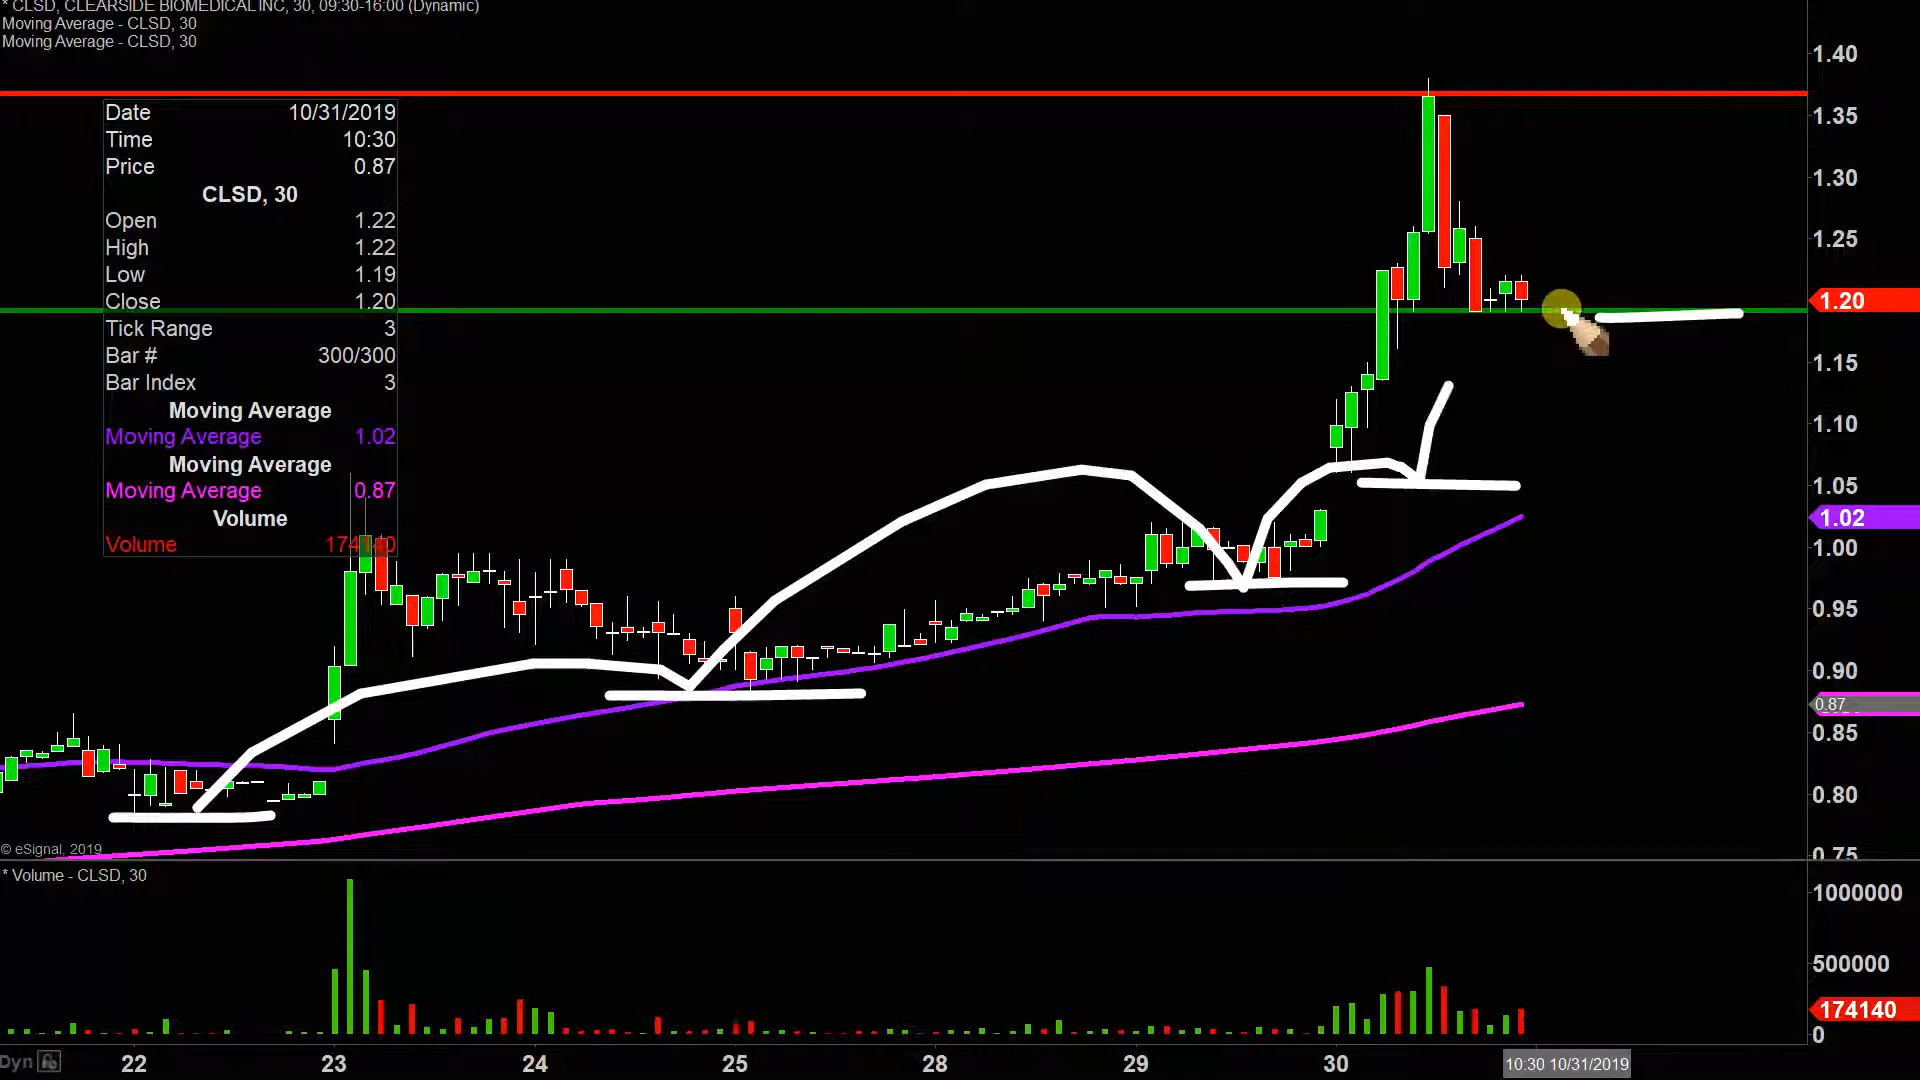 * CLSD, CLEARSIDE BIOMEDICAL INC, 30, 09:30-16:00 (Dynamic)
Moving Average - CLSD, 30
Moving Average - CLSD, 30
Date 10/31/2019
Time 10:30
Price 0.87
CLSD, 30
Open 1.22
High 1.22
Low 1.19
Close 1.20
Tick Range 3
Bar # 300/300
Bar Index 3
Moving Average
Moving Average 1.02
Moving Average
Moving Average 0.87
Volume
Volume 174140
1.40
1.35
1.30
1.25
1.20
1.15
1.10
1.05
1.02
1.00
0.95
0.90
0.87
0.85
0.80
0.75
© eSignal, 2019
* Volume - CLSD, 30
1000000
500000
174140
0
Dyn
22 23 24 25 28 29 30 10:30 10/31/2019